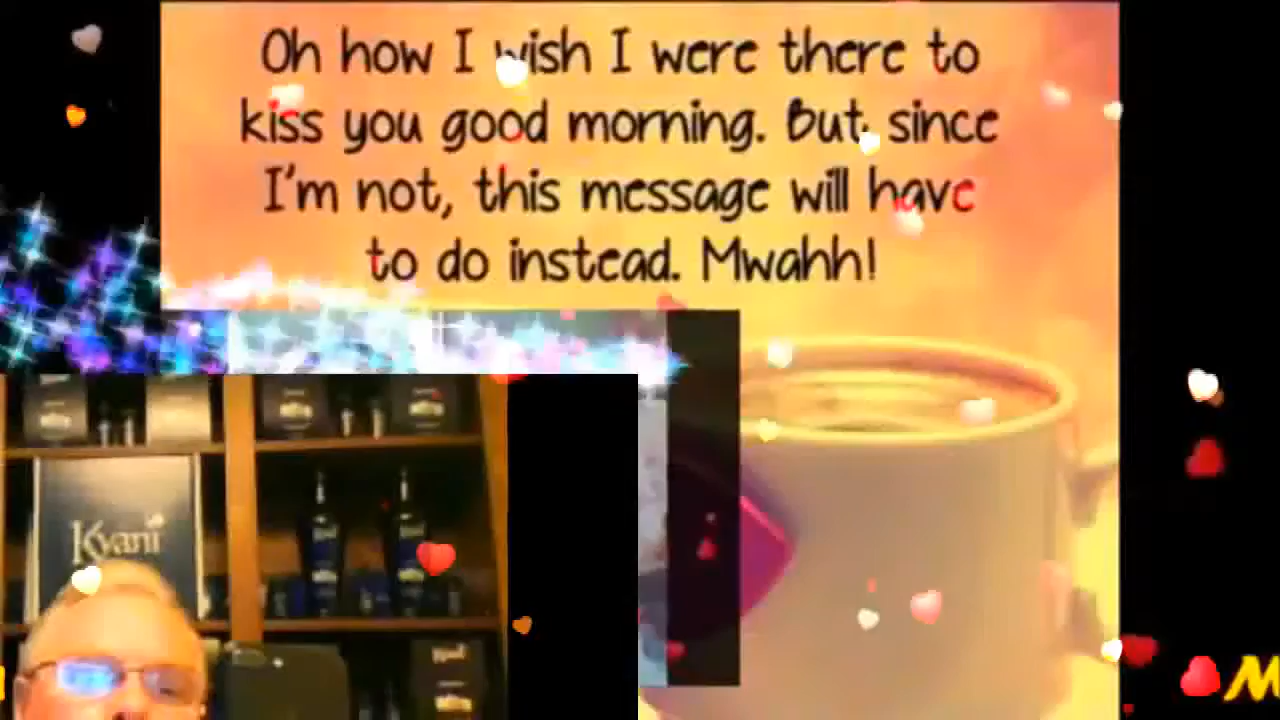 Oh how I wish I were there to
kiss you good morning. But since
I'm not, this message will have
to do instead. Mwahh!
Kyäni
M